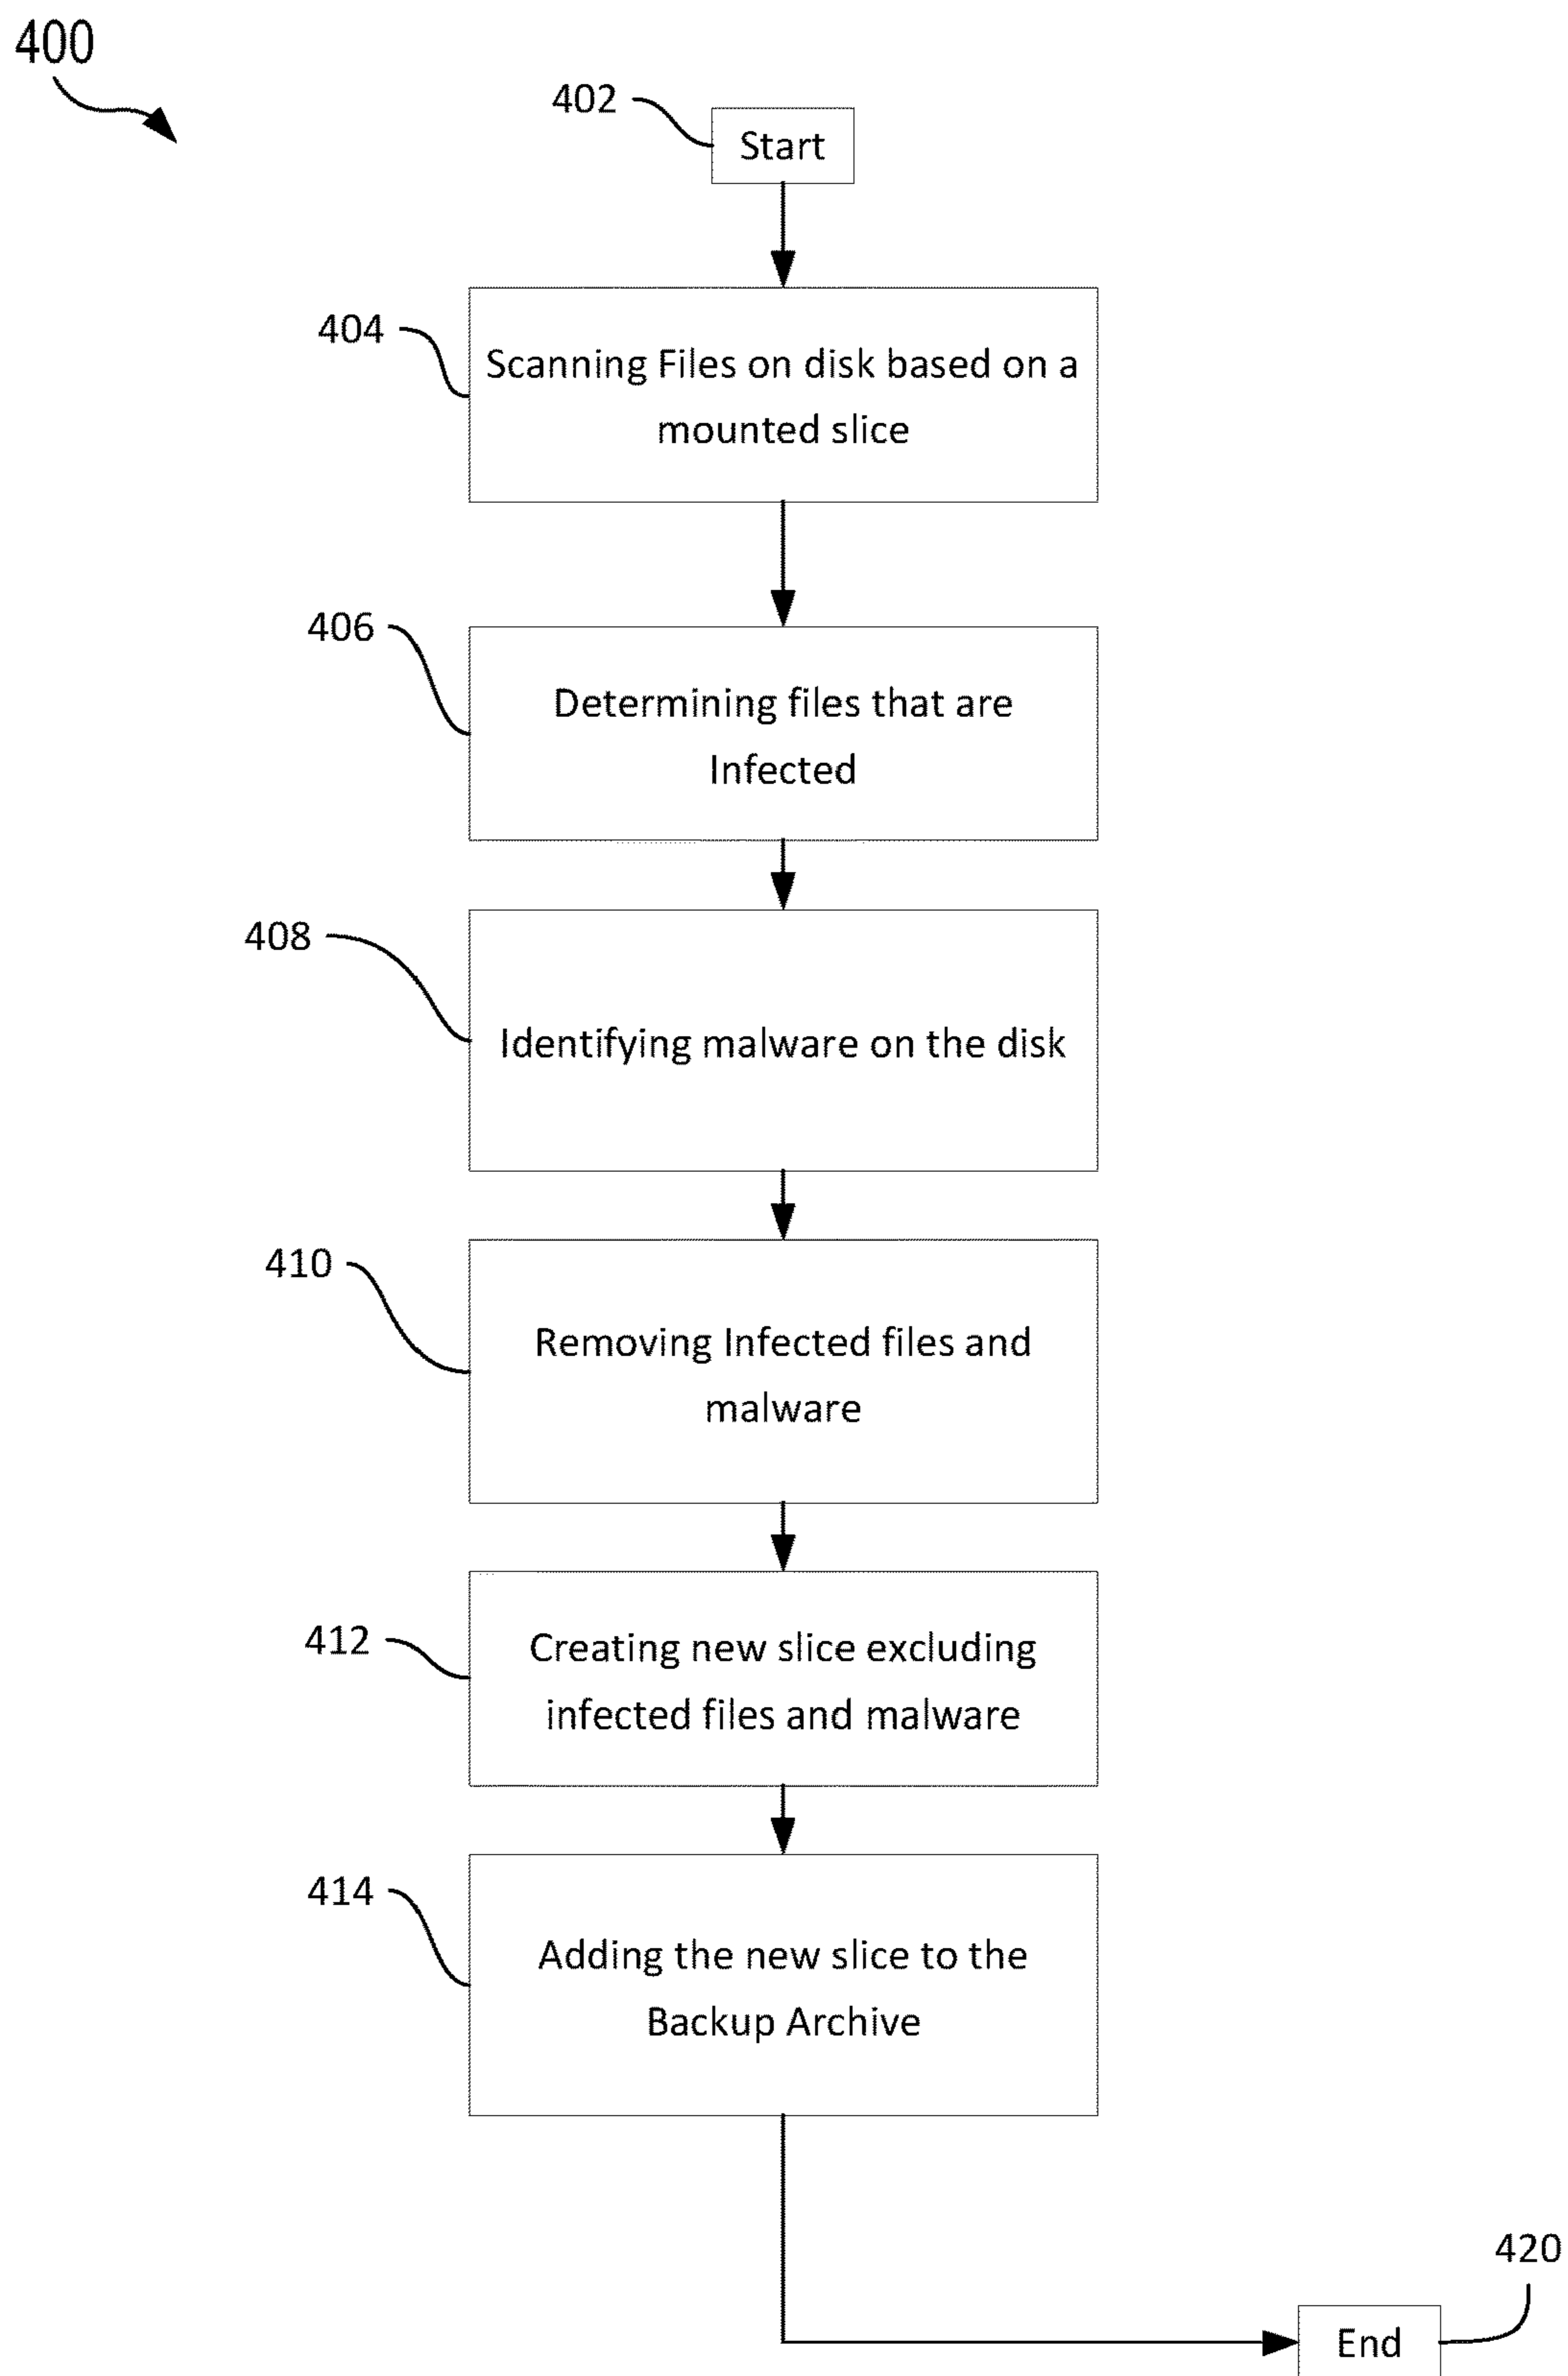 400
402
Start
404
Scanning Files on disk based on a
mounted slice
406
Determining files that are
Infected
408
Identifying malware on the disk
410
Removing Infected files and
malware
412
Creating new slice excluding
infected files and malware
414
Adding the new slice to the
Backup Archive
420
End